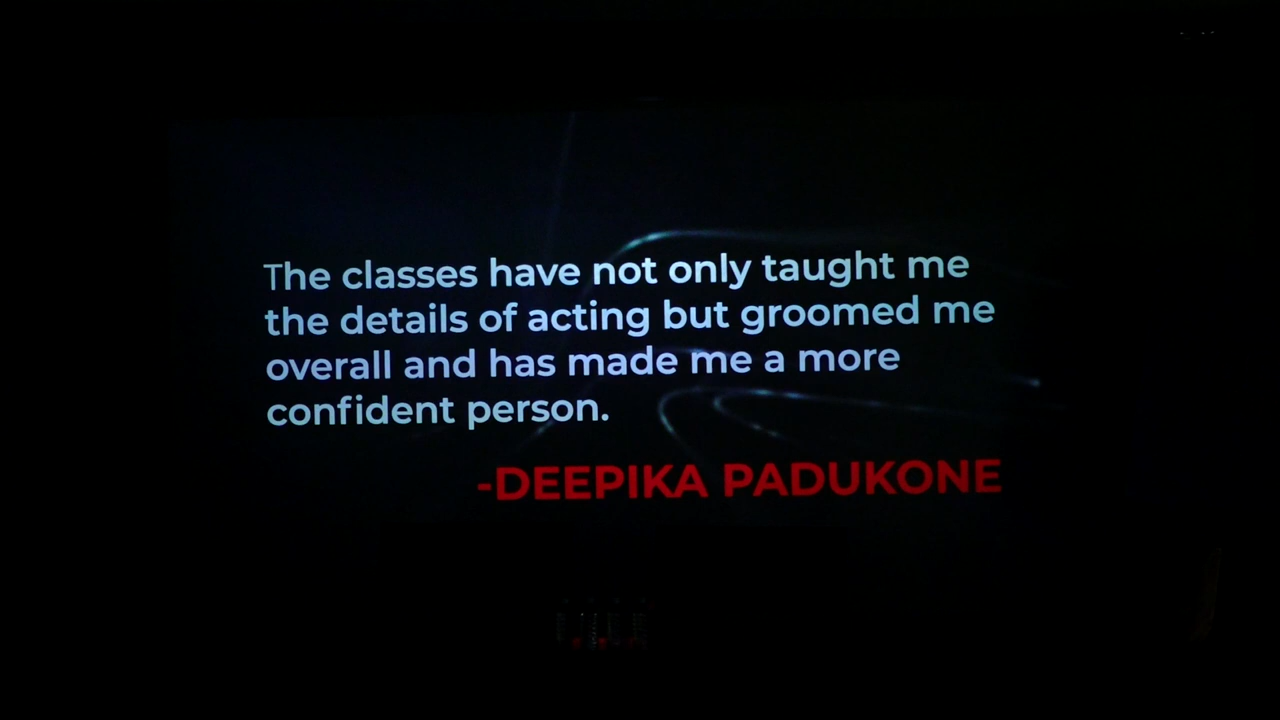 The classes have not only taught me
the details of acting but groomed me
overall and has made me a more
confident person.
-DEEPIKA PADUKONE